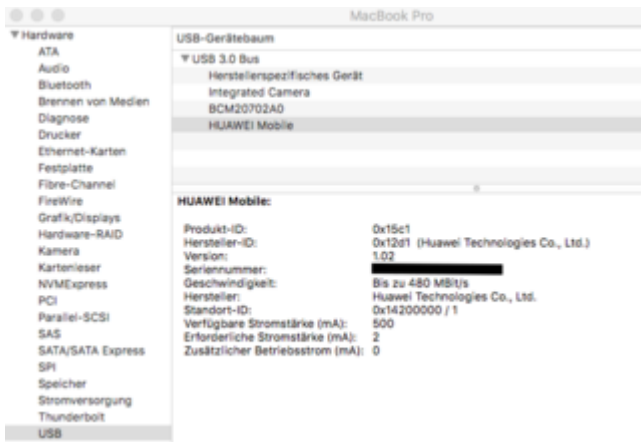 MacBook Pro
Hardware
ATA
Audio
Bluetooth
Brennen von Medien
Diagnose
Drucker
Ethernet-Karten
Festplatte
Fibre-Channel
FireWire
Grafik/Displays
Hardware-RAID
Kamera
Kartenleser
NVMExpress
PCI
Parallel-SCSI
SAS
SATA/SATA Express
SPI
Speicher
Stromversorgung
Thunderbolt
USB
USB-Gerätebaum
USB 3.0 Bus
Herstellerspezifisches Gerät
Integrated Camera
BCM20702A0
HUAWEI Mobile
HUAWEI Mobile:
Produkt-ID: 0x15c1
Hersteller-ID: 0x12d1 (Huawei Technologies Co., Ltd.)
Version: 1.02
Seriennummer:
Geschwindigkeit: Bis zu 480 MBit/s
Hersteller: Huawei Technologies Co., Ltd.
Standort-ID: 0x14200000 / 1
Verfügbare Stromstärke (mA): 500
Erforderliche Stromstärke (mA): 2
Zusätzlicher Betriebsstrom (mA): 0